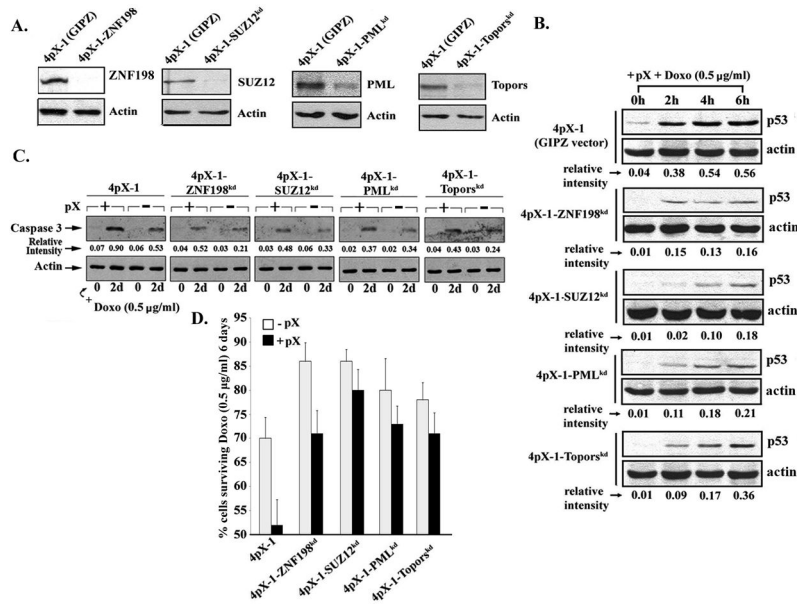 A.
4pX-1 (GIPZ)
4pX-1-ZNF198
ZNF198
Actin
4pX-1 (GIPZ)
4pX-1-SUZ12kd
SUZ12
Actin
4pX-1 (GIPZ)
4pX-1-PMLkd
PML
Actin
4pX-1 (GIPZ)
4pX-1-Toporskd
Topors
Actin
B.
+pX + Doxo (0.5 µg/ml)
0h 2h 4h 6h
4pX-1
(GIPZ vector)
p53
actin
relative
intensity
0.04 0.38 0.54 0.56
4pX-1-ZNF198kd
p53
actin
relative
intensity
0.01 0.15 0.13 0.16
4pX-1-SUZ12kd
p53
actin
relative
intensity
0.01 0.02 0.10 0.18
4pX-1-PMLkd
p53
actin
relative
intensity
0.01 0.11 0.18 0.21
4pX-1-Toporskd
p53
actin
relative
intensity
0.01 0.09 0.17 0.36
C.
4pX-1
4pX-1-
ZNF198kd
4pX-1-
SUZ12kd
4pX-1-
PMLkd
4pX-1-
Toporskd
pX + – + – + – + – + –
Caspase 3
Relative
Intensity
0.07 0.90 0.06 0.53 0.04 0.52 0.03 0.21 0.03 0.48 0.06 0.33 0.02 0.37 0.02 0.34 0.04 0.43 0.03 0.24
Actin
0 2d 0 2d 0 2d 0 2d 0 2d 0 2d 0 2d 0 2d 0 2d 0 2d
+ Doxo (0.5 µg/ml)
D.
% cells surviving Doxo (0.5 µg/ml) 6 days
95
90
85
80
75
70
65
60
55
50
- pX
+ pX
4pX-1
4pX-1-ZNF198kd
4pX-1-SUZ12kd
4pX-1-PMLkd
4pX-1-Toporskd